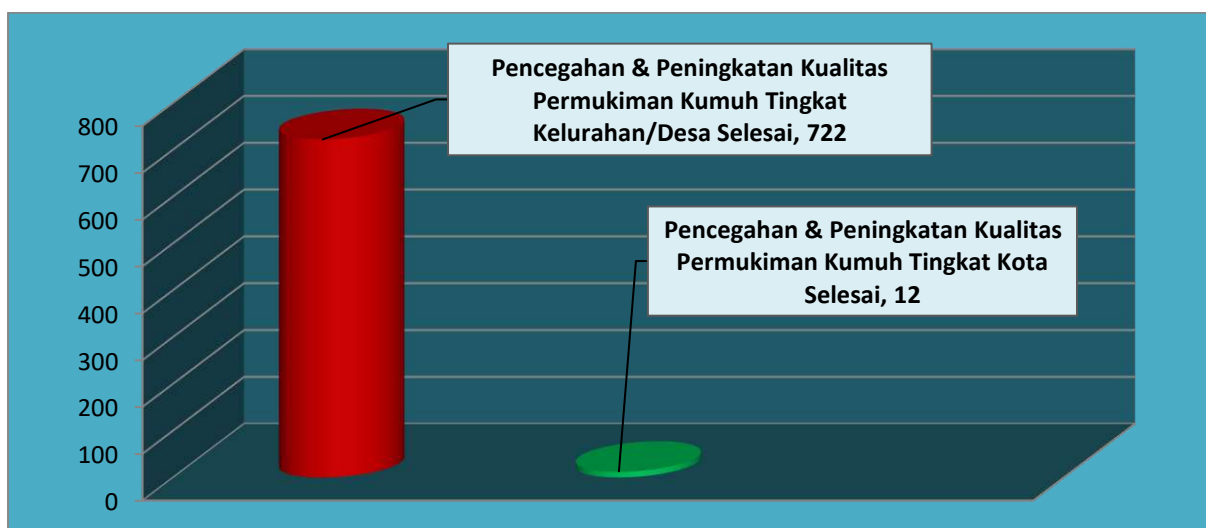 Pencegahan & Peningkatan Kualitas
Permukiman Kumuh Tingkat
Kelurahan/Desa Selesai, 722
Pencegahan & Peningkatan Kualitas
Permukiman Kumuh Tingkat Kota
Selesai, 12
800
700
600
500
400
300
200
100
0